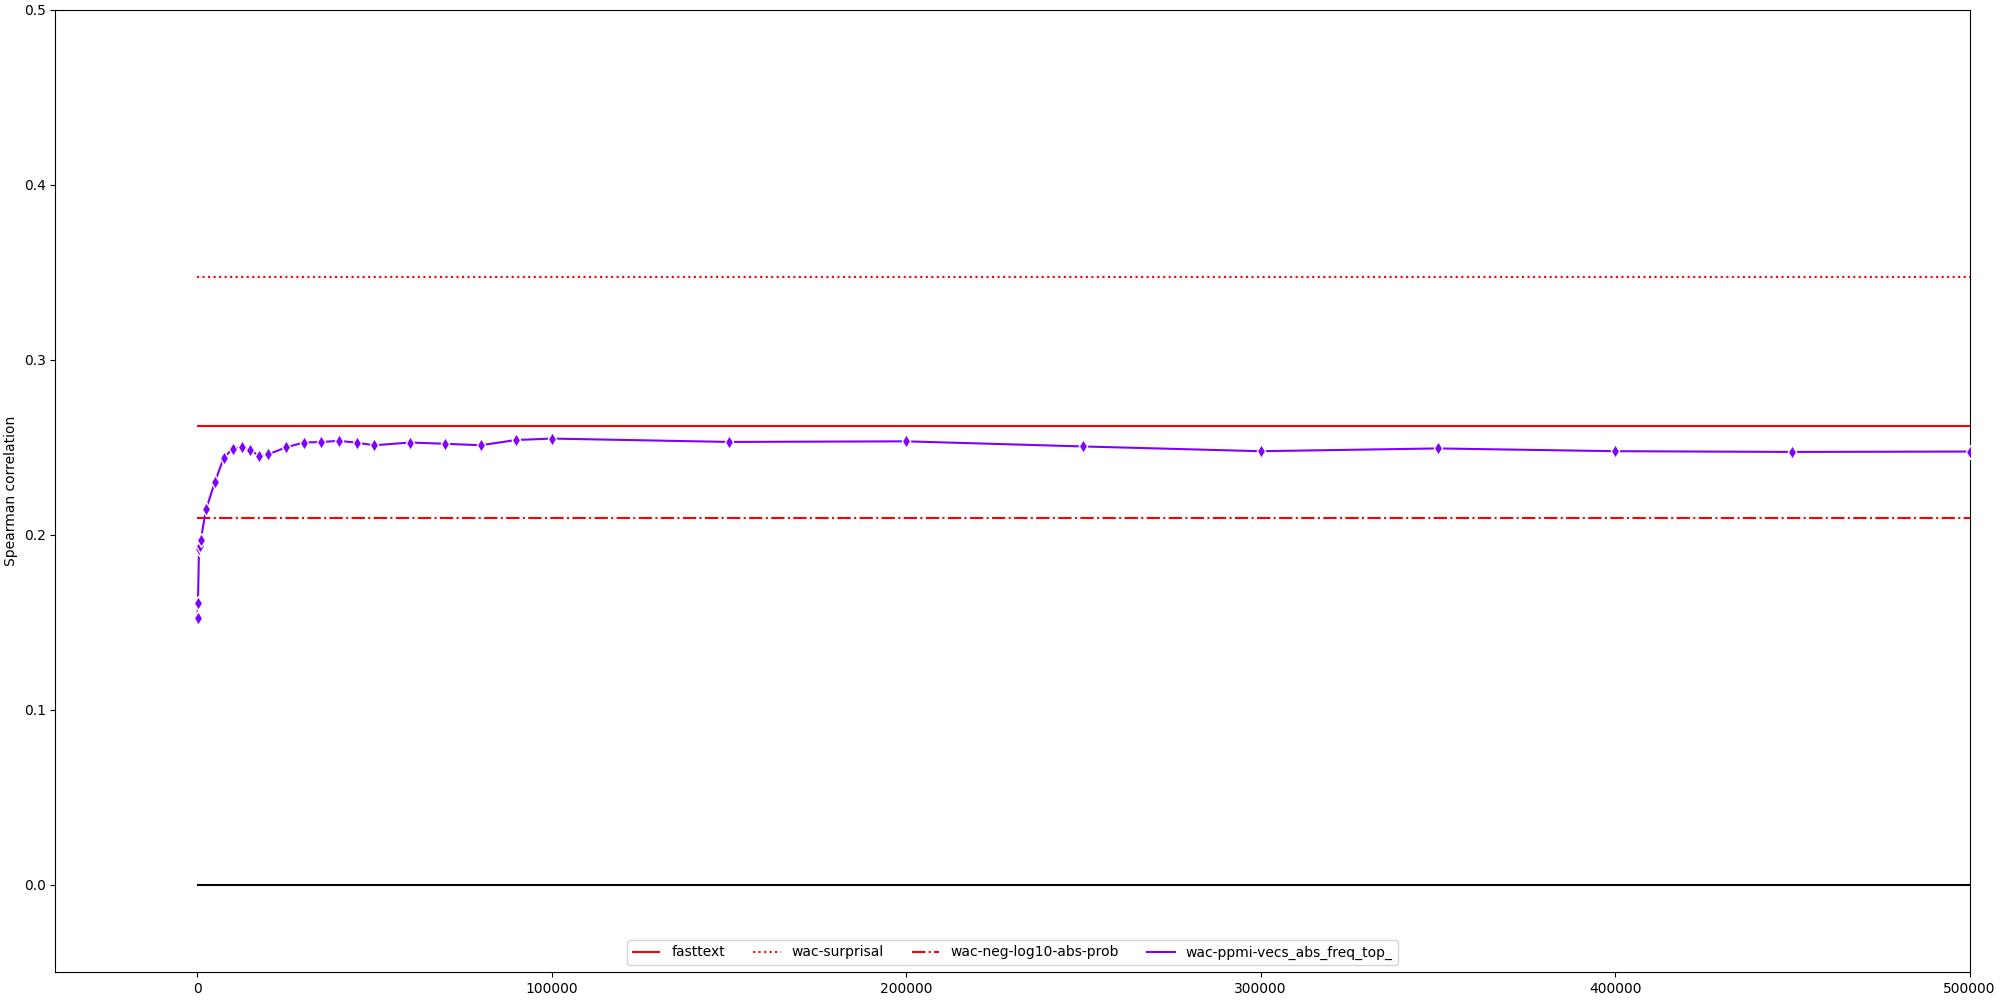 0.5
0.4
0.3
0.2
0.1
0.0
Spearman correlation
fasttext wac-surprisal wac-neg-log10-abs-prob wac-ppmi-vecs_abs_freq_top_
0 100000 200000 300000 400000 500000